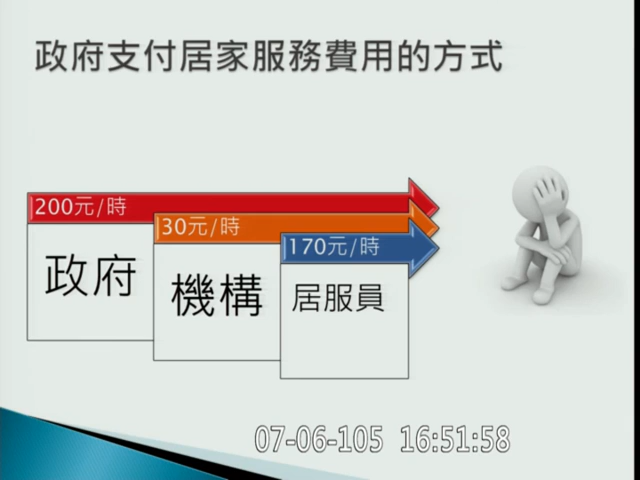 政府支付居家服務費用的方式
200元/時
30元/時
170元/時
政府
機構
居服員
07-06-105 16:51:58